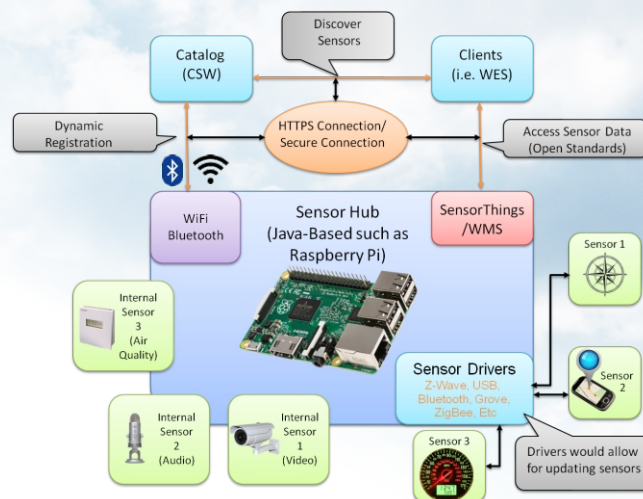 Discover
Sensors
Catalog
(CSW)
Clients
(i.e. WES)
Dynamic
Registration
HTTPS Connection/
Secure Connection
Access Sensor Data
(Open Standards)
WiFi
Bluetooth
Sensor Hub
(Java-Based such as
Raspberry Pi)
SensorThings
/WMS
Sensor 1
Internal
Sensor
3
(Air
Quality)
Sensor Drivers
Z-Wave, USB,
Bluetooth, Grove,
ZigBee, Etc
Sensor
2
Internal
Sensor
2
(Audio)
Internal
Sensor
1
(Video)
Sensor 3
Drivers would allow
for updating sensors